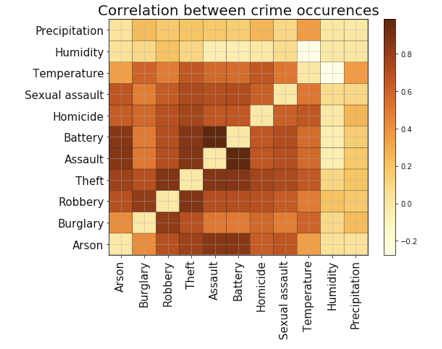 Correlation between crime occurences
Precipitation
Humidity
Temperature
Sexual assault
Homicide
Battery
Assault
Theft
Robbery
Burglary
Arson
0.8
0.6
0.4
0.2
0.0
−0.2
Arson
Burglary
Robbery
Theft
Assault
Battery
Homicide
Sexual assault
Temperature
Humidity
Precipitation